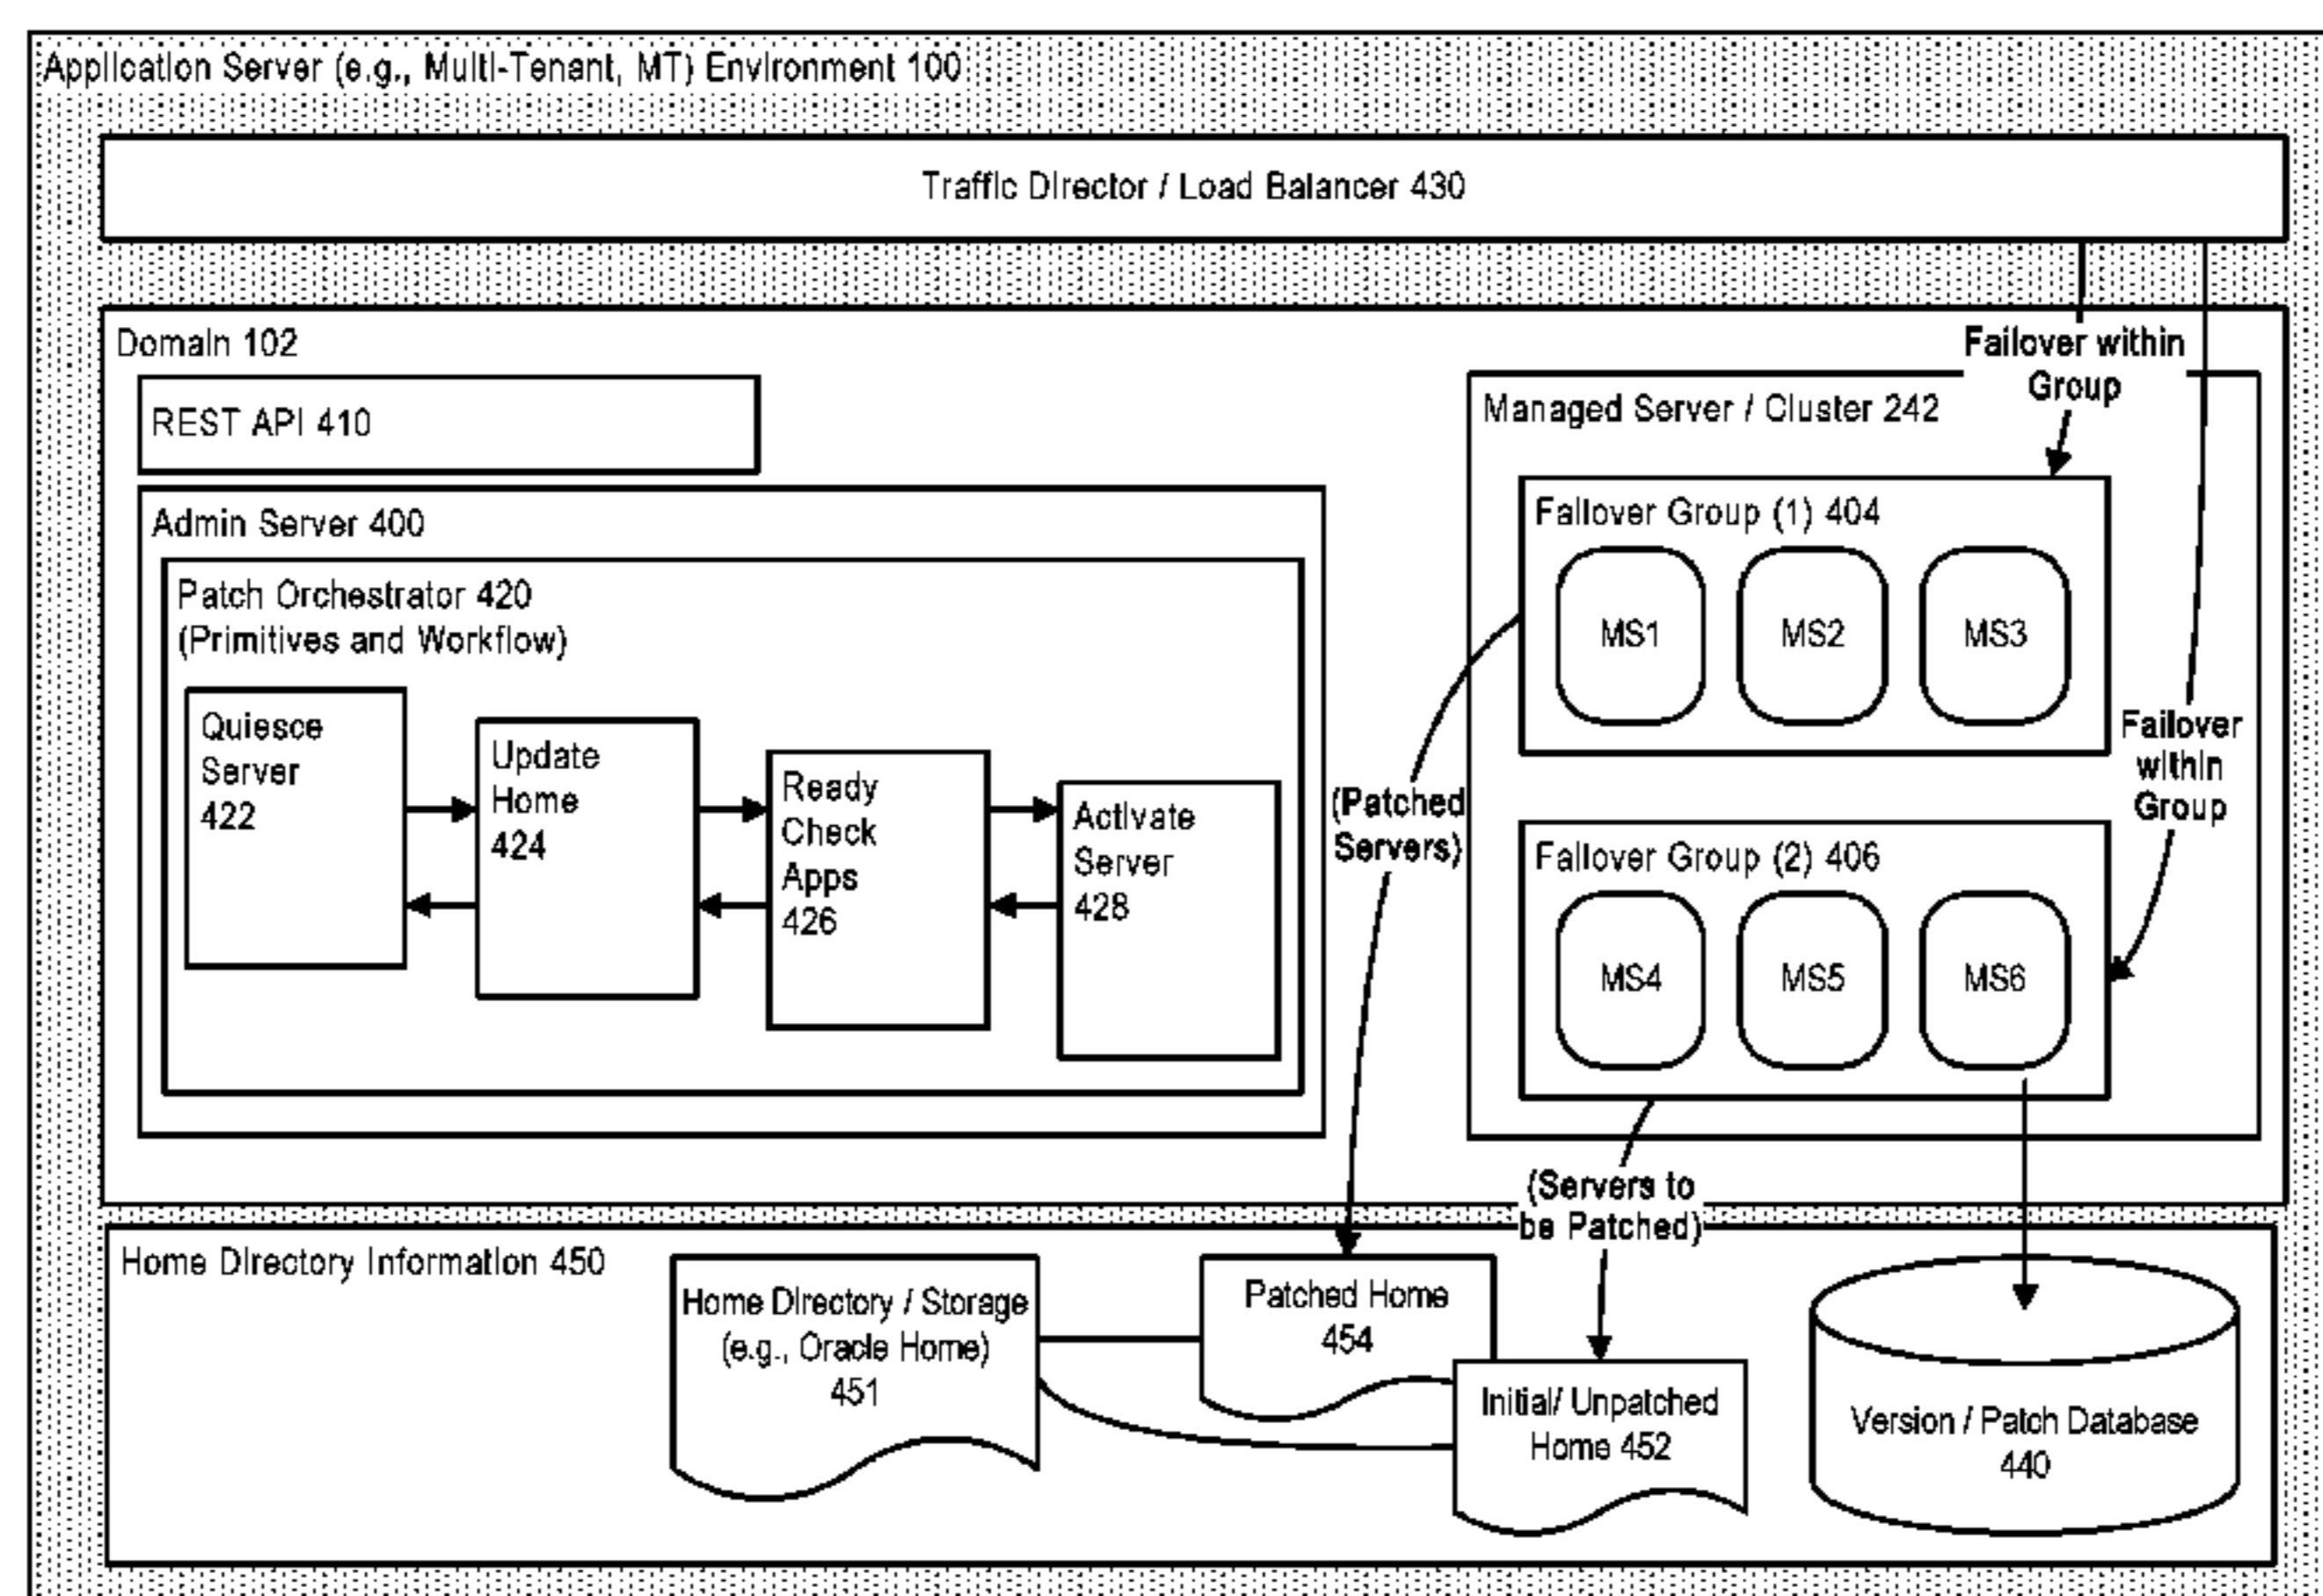 Application Server (e.g., Multi-Tenant, MT) Environment 100
Traffic Director / Load Balancer 430
Domain 102
REST API 410
Admin Server 400
Patch Orchestrator 420
(Primitives and Workflow)
Quiesce
Server
422
Update
Home
424
Ready
Check
Apps
426
Activate
Server
428
Failover within
Group
Managed Server / Cluster 242
Failover Group (1) 404
MS1
MS2
MS3
Failover
within
Group
(Patched
Servers)
Failover Group (2) 406
MS4
MS5
MS6
(Servers to
be Patched)
Home Directory Information 450
Home Directory / Storage
(e.g., Oracle Home)
451
Patched Home
454
Initial/ Unpatched
Home 452
Version / Patch Database
440